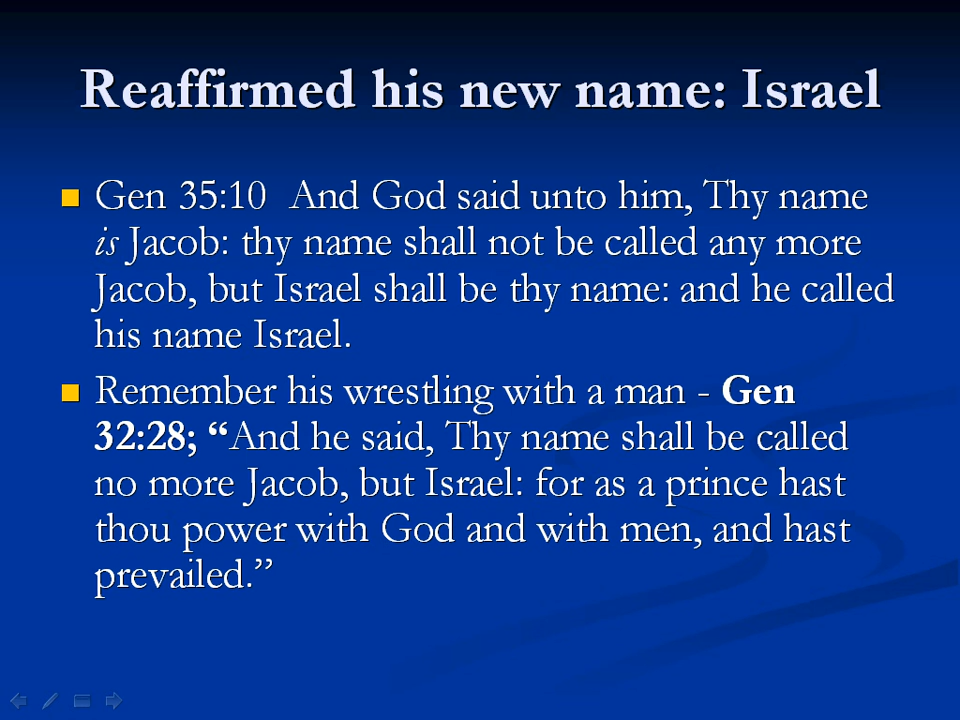 Reaffirmed his new name: Israel
Gen 35:10  And God said unto him, Thy name
is Jacob: thy name shall not be called any more
Jacob, but Israel shall be thy name: and he called
his name Israel.
Remember his wrestling with a man - Gen
32:28; “And he said, Thy name shall be called
no more Jacob, but Israel: for as a prince hast
thou power with God and with men, and hast
prevailed.”